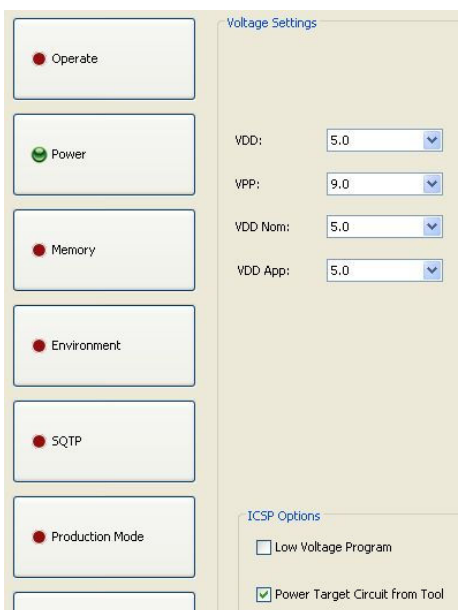 Operate
Power
Memory
Environment
SQTP
Production Mode
Voltage Settings
VDD: 5.0
VPP: 9.0
VDD Nom: 5.0
VDD App: 5.0
ICSP Options
Low Voltage Program
Power Target Circuit from Tool